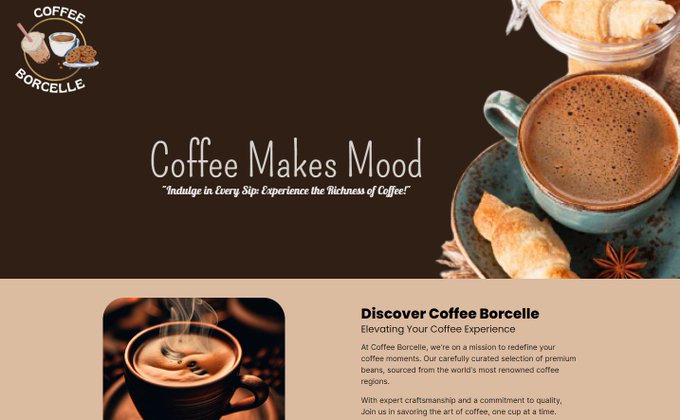 COFFEE
BORCELLE
Coffee Makes Mood
"Indulge in Every Sip: Experience the Richness of Coffee!"
Discover Coffee Borcelle
Elevating Your Coffee Experience
At Coffee Borcelle, we're on a mission to redefine your
coffee moments. Our carefully curated selection of premium
beans, sourced from the world's most renowned coffee
regions.
With expert craftsmanship and a commitment to quality,
Join us in savoring the art of coffee, one cup at a time.